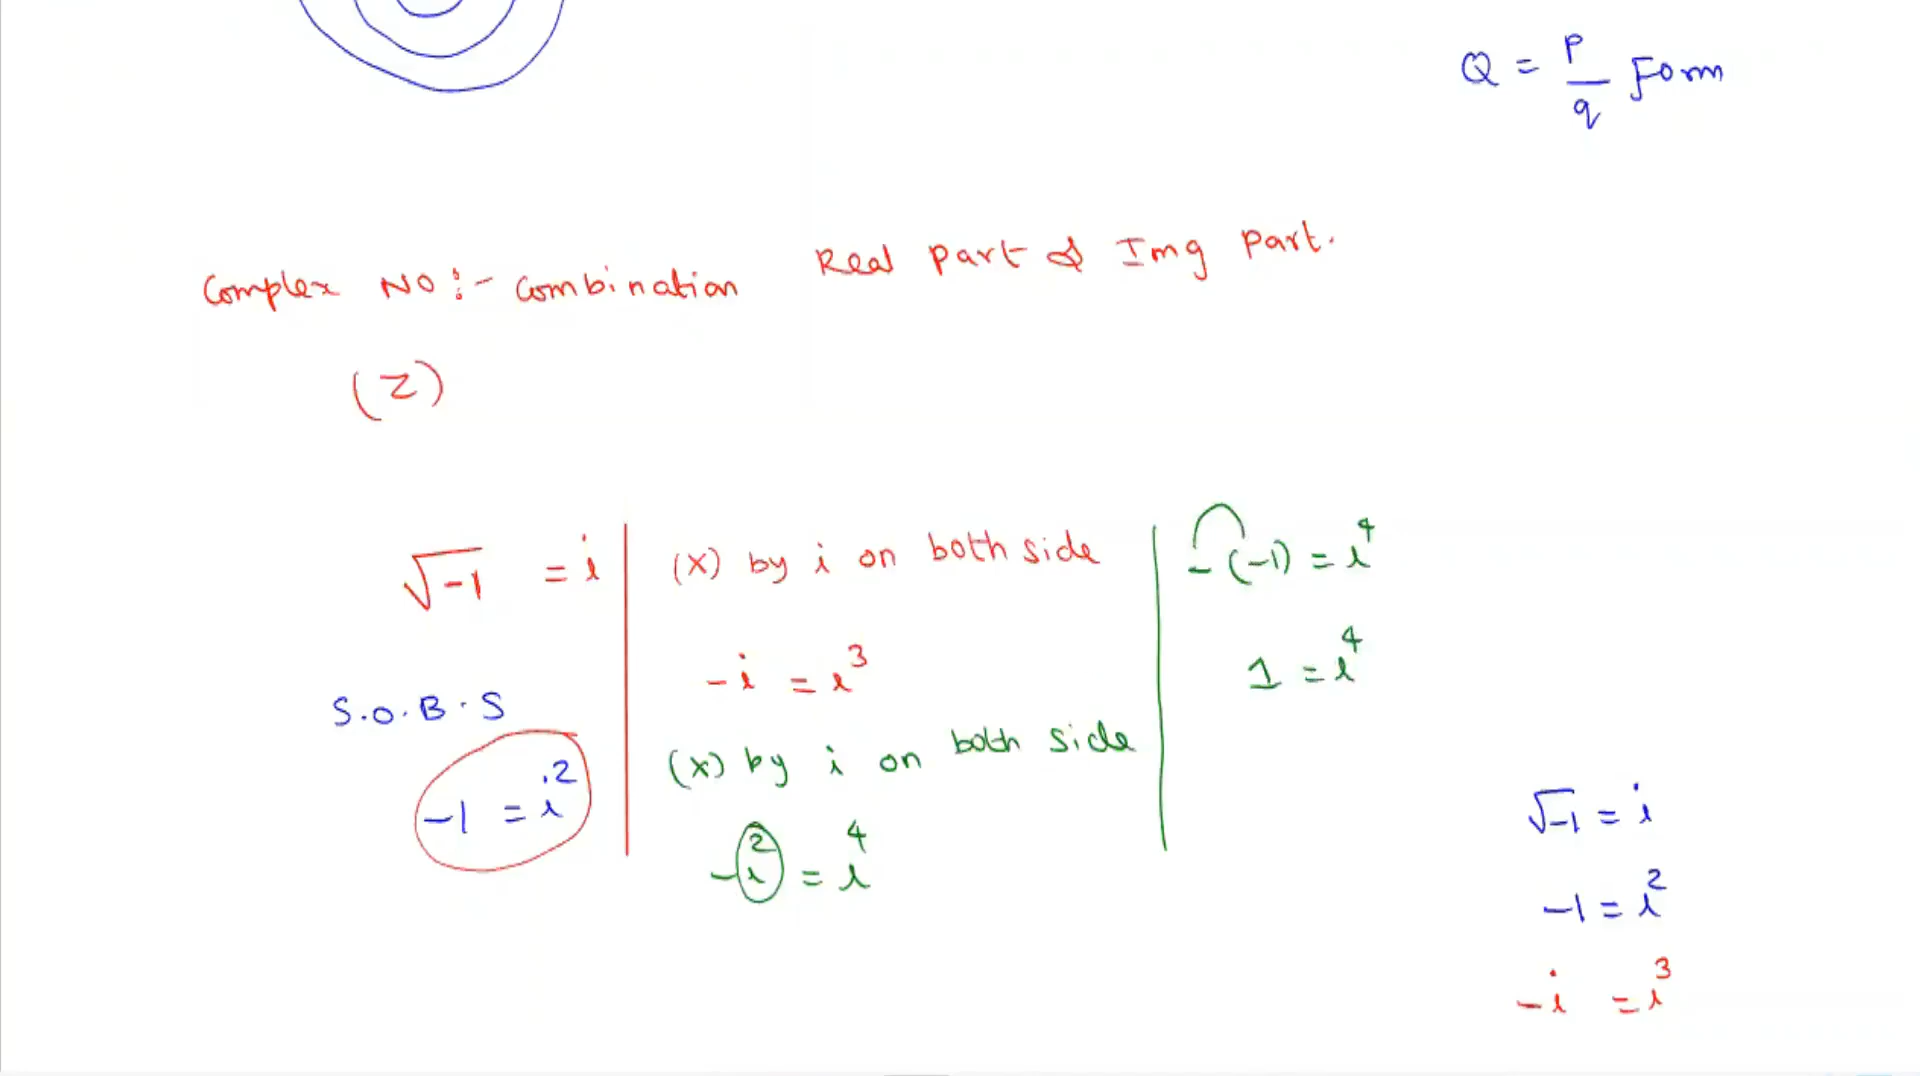 Q = p/q Form
Complex NO :- Combination Real Part & Img Part.
(Z)
√-1 = i
S.O.B.S
-1 = i²
(X) by i on both side
-i = i³
(X) by i on both side
-i² = i⁴
-(-1) = i⁴
1 = i⁴
√-1 = i
-1 = i²
-i = i³